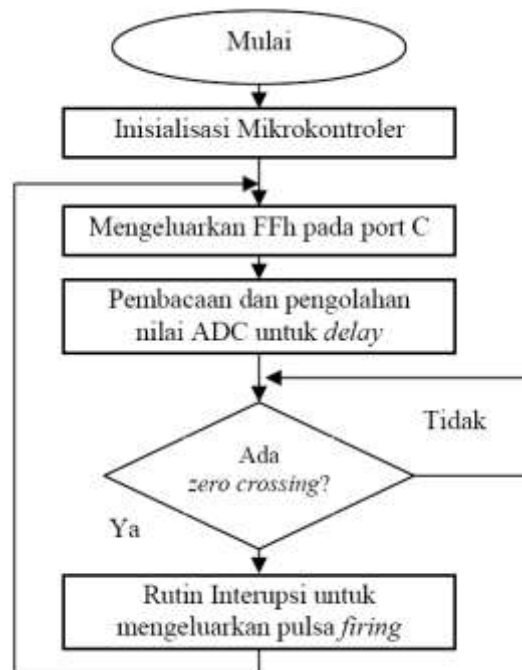 Mulai
Inisialisasi Mikrokontroler
Mengeluarkan FFh pada port C
Pembacaan dan pengolahan
nilai ADC untuk delay
Tidak
Ada
zero crossing?
Ya
Rutin Interupsi untuk
mengeluarkan pulsa firing